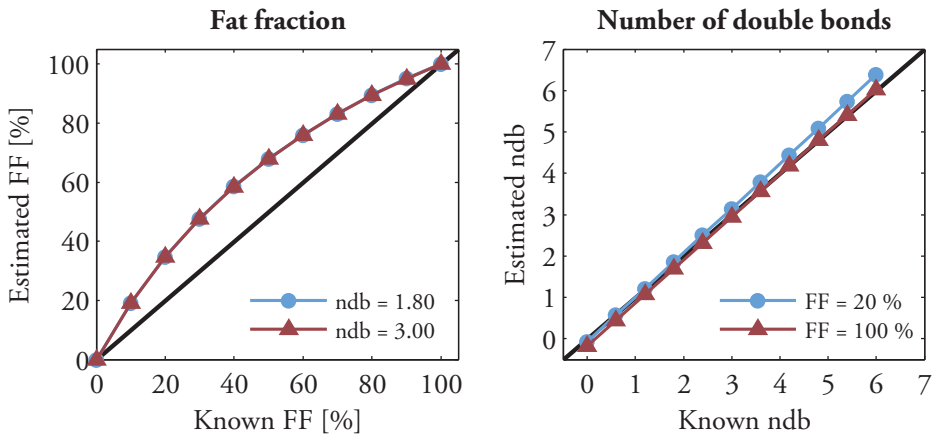 Fat fraction
Estimated FF [%]
100
80
60
40
20
0
0 20 40 60 80 100
Known FF [%]
ndb = 1.80
ndb = 3.00
Number of double bonds
Estimated ndb
7
6
5
4
3
2
1
0
0 1 2 3 4 5 6 7
Known ndb
FF = 20 %
FF = 100 %